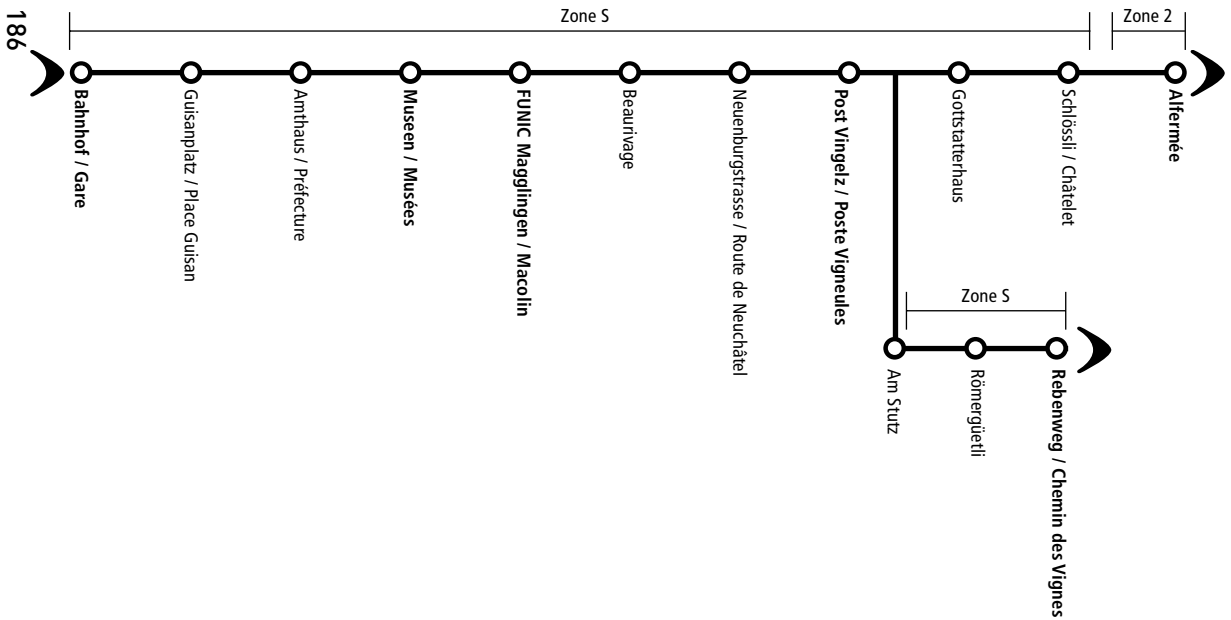 Zone S
Zone 2
186
Bahnhof / Gare
Guisanplatz / Place Guisan
Amthaus / Préfecture
Museen / Musées
FUNIC Magglingen / Macolin
Beaurivage
Neuenburgstrasse / Route de Neuchâtel
Post Vingelz / Poste Vigneules
Gottstatterhaus
Schlössli / Châtelet
Alfermée
Zone S
Am Stutz
Römergüetli
Rebenweg / Chemin des Vignes